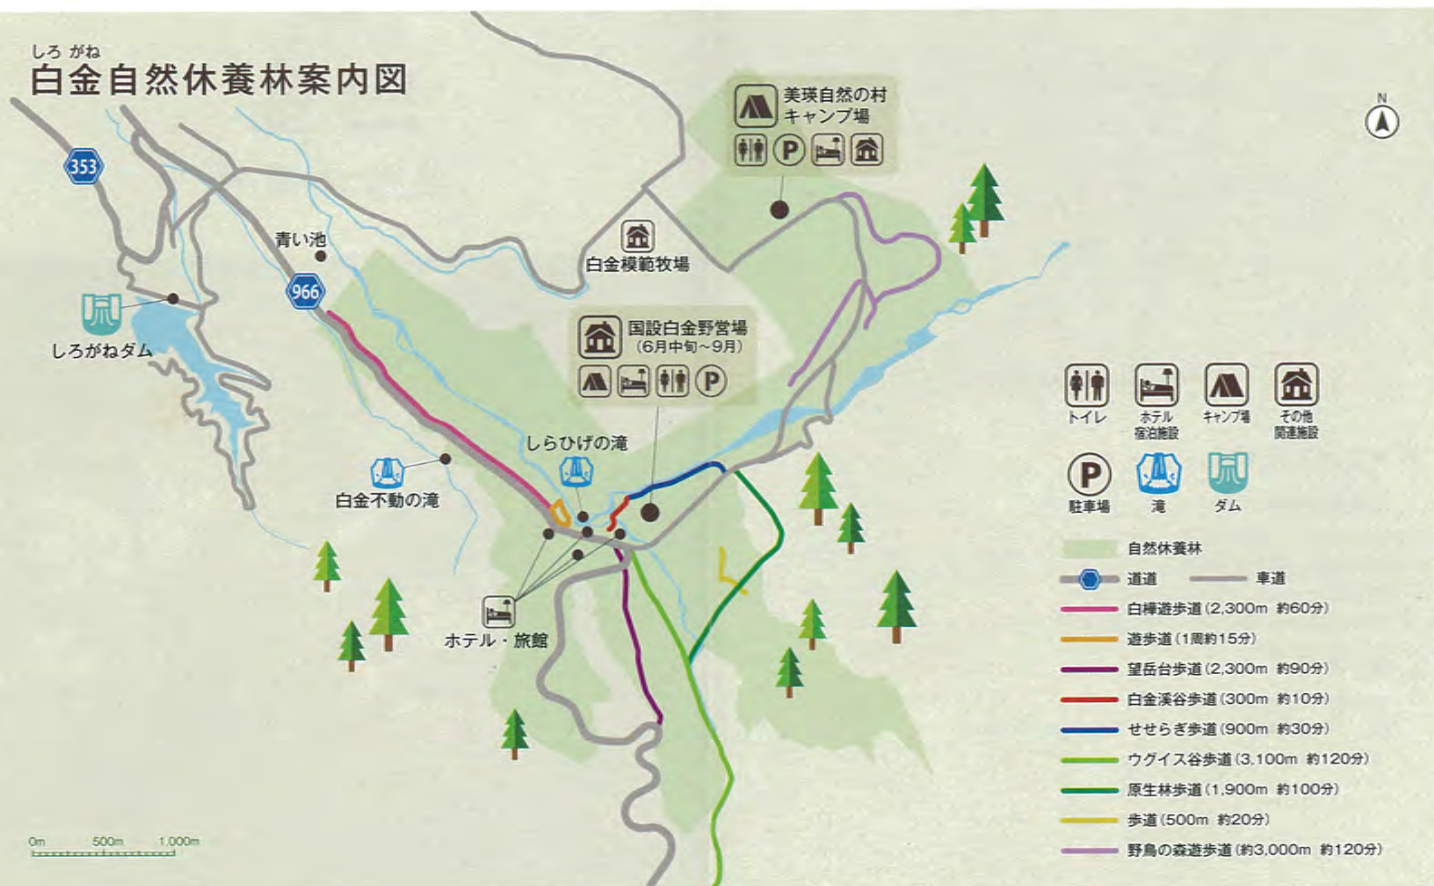 しろ がね
白金自然休養林案内図
N
353
美瑛自然の村
キャンプ場
P
青い池
白金模範牧場
966
しろがねダム
国設白金野営場
(6月中旬〜9月)
P
しらひげの滝
白金不動の滝
ホテル・旅館
トイレ
ホテル
宿泊施設
キャンプ場
その他
関連施設
P
駐車場
滝
ダム
自然休養林
道道
車道
白樺遊歩道(2,300m 約60分)
遊歩道(1周約15分)
望岳台歩道(2,300m 約90分)
白金渓谷歩道(300m 約10分)
せせらぎ歩道(900m 約30分)
ウグイス谷歩道(3,100m 約120分)
原生林歩道(1,900m 約100分)
歩道(500m 約20分)
野鳥の森遊歩道(約3,000m 約120分)
0m 500m 1,000m